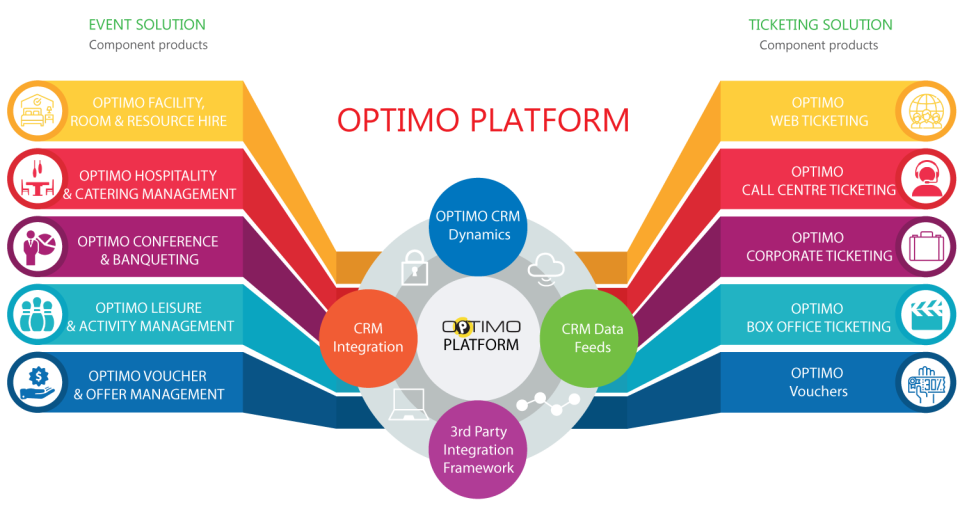 EVENT SOLUTION
Component products
TICKETING SOLUTION
Component products
OPTIMO PLATFORM
OPTIMO FACILITY,
ROOM & RESOURCE HIRE
OPTIMO HOSPITALITY
& CATERING MANAGEMENT
OPTIMO CONFERENCE
& BANQUETING
OPTIMO LEISURE
& ACTIVITY MANAGEMENT
OPTIMO VOUCHER
& OFFER MANAGEMENT
OPTIMO CRM
Dynamics
CRM
Integration
OPTIMO
PLATFORM
CRM Data
Feeds
3rd Party
Integration
Framework
OPTIMO
WEB TICKETING
OPTIMO
CALL CENTRE TICKETING
OPTIMO
CORPORATE TICKETING
OPTIMO
BOX OFFICE TICKETING
OPTIMO
Vouchers
$
30%